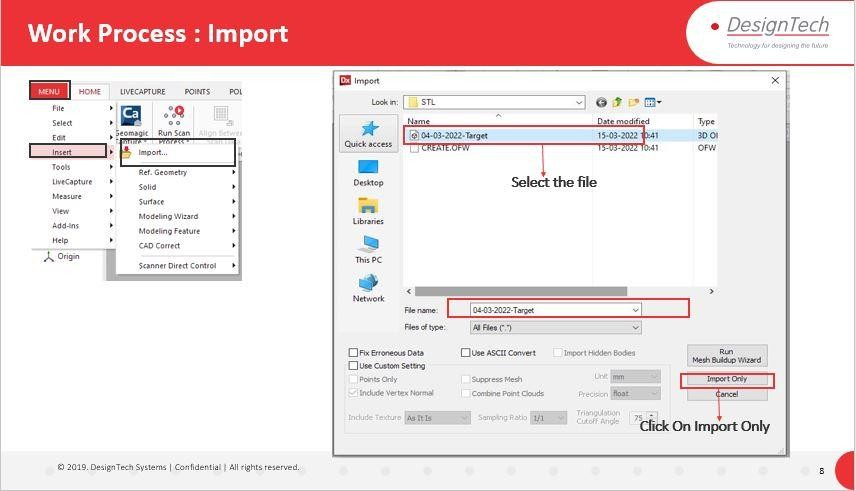 Work Process : Import
DesignTech
Technology for designing the future
MENU HOME LIVECAPTURE POINTS POL
File
Select
Edit
Insert
Tools
LiveCapture
Measure
View
Add-Ins
Help
Origin
Ca
Geomagic
Capture
Run Scan
Process
Align Between
Import...
Ref. Geometry
Solid
Surface
Modeling Wizard
Modeling Feature
CAD Correct
Scanner Direct Control
Dx Import
Look in: STL
Name Date modified Type
04-03-2022-Target 15-03-2022 10:41 3D O
CREATE.OFW 15-03-2022 10:41 OFW
Quick access
Desktop
Libraries
This PC
Network
Select the file
File name: 04-03-2022-Target
Files of type: All Files (*.*)
Fix Erroneous Data Use ASCII Convert Import Hidden Bodies
Use Custom Setting
Points Only Suppress Mesh Unit mm
Include Vertex Normal Combine Point Clouds Precision float
Include Texture As It Is Sampling Ratio 1/1 Triangulation
Cutoff Angle 75
Run
Mesh Buildup Wizard
Import Only
Cancel
Click On Import Only
© 2019. DesignTech Systems | Confidential | All rights reserved.
8